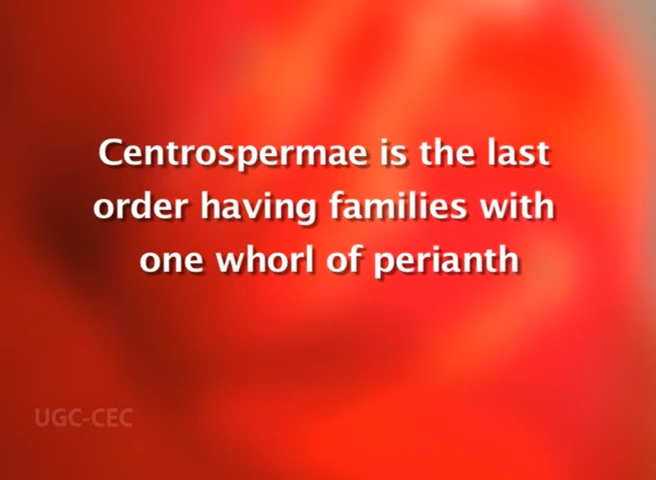 Centrospermae is the last
order having families with
one whorl of perianth
UGC-CEC